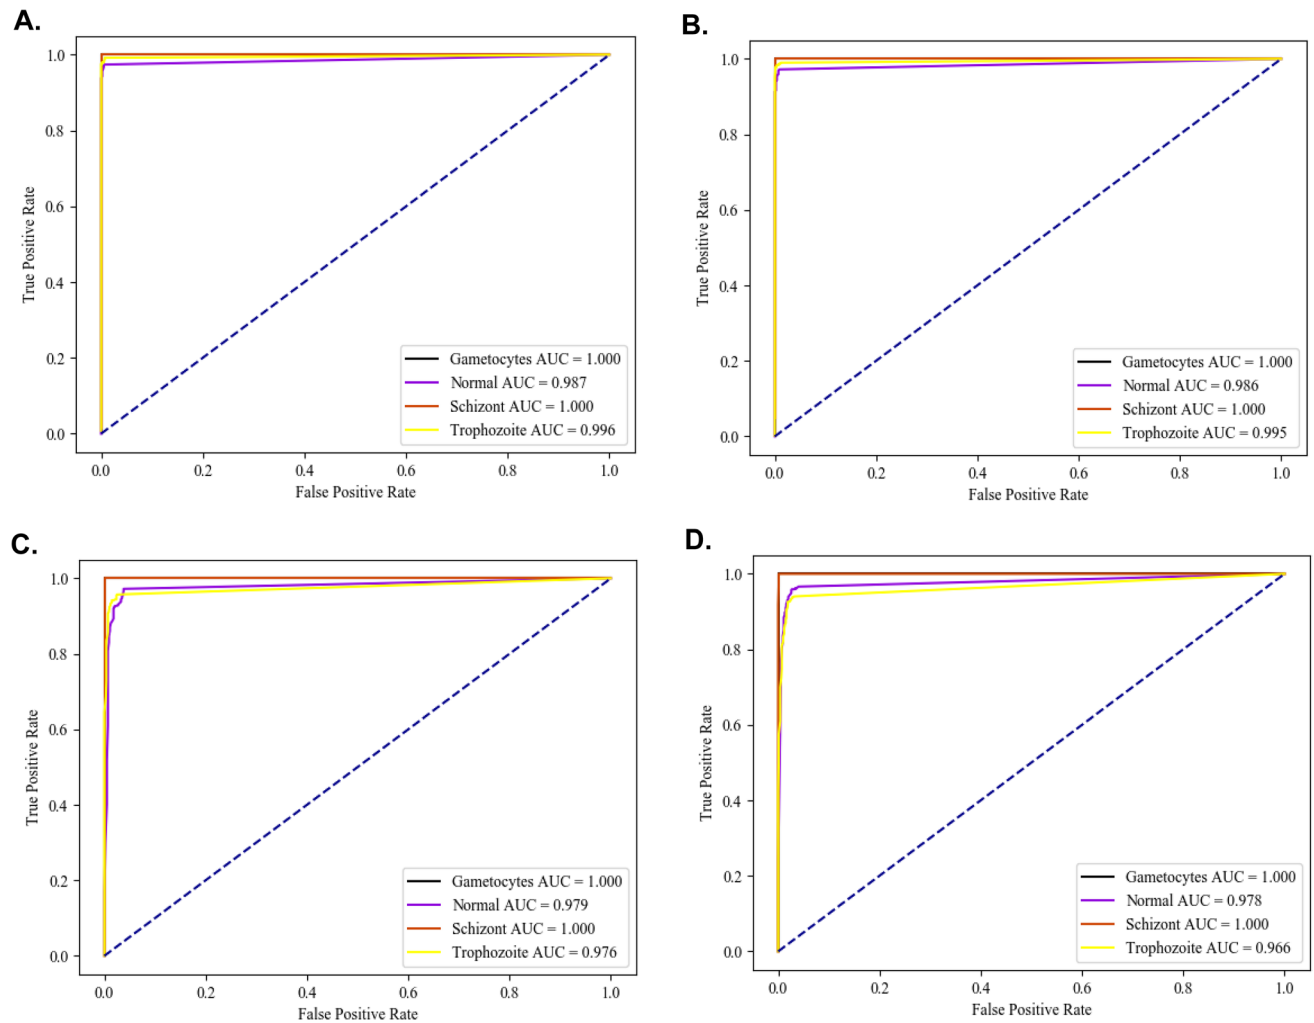 A.
1.0
0.8
0.6
0.4
0.2
0.0
True Positive Rate
Gametocytes AUC = 1.000
Normal AUC = 0.987
Schizont AUC = 1.000
Trophozoite AUC = 0.996
0.0 0.2 0.4 0.6 0.8 1.0
False Positive Rate
B.
1.0
0.8
0.6
0.4
0.2
0.0
True Positive Rate
Gametocytes AUC = 1.000
Normal AUC = 0.986
Schizont AUC = 1.000
Trophozoite AUC = 0.995
0.0 0.2 0.4 0.6 0.8 1.0
False Positive Rate
C.
1.0
0.8
0.6
0.4
0.2
0.0
True Positive Rate
Gametocytes AUC = 1.000
Normal AUC = 0.979
Schizont AUC = 1.000
Trophozoite AUC = 0.976
0.0 0.2 0.4 0.6 0.8 1.0
False Positive Rate
D.
1.0
0.8
0.6
0.4
0.2
0.0
True Positive Rate
Gametocytes AUC = 1.000
Normal AUC = 0.978
Schizont AUC = 1.000
Trophozoite AUC = 0.966
0.0 0.2 0.4 0.6 0.8 1.0
False Positive Rate